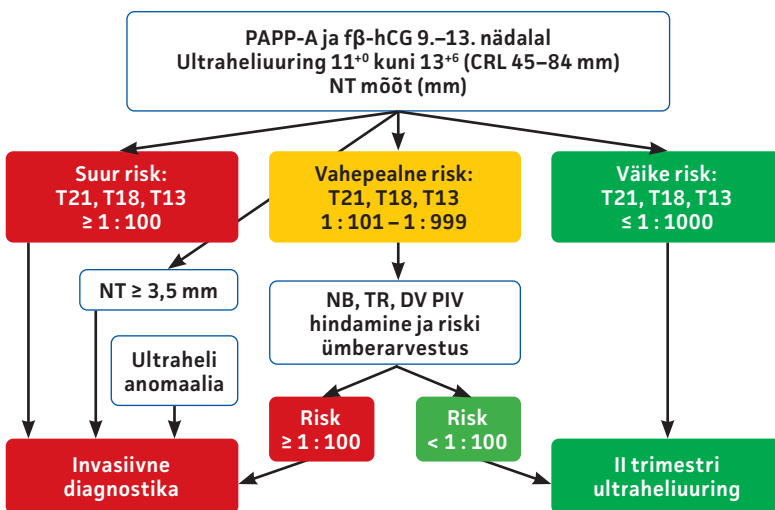 PAPP-A ja fβ-hCG 9.–13. nädalal
Ultraheliuuring 11⁺⁰ kuni 13⁺⁶ (CRL 45–84 mm)
NT mõõt (mm)
Suur risk:
T21, T18, T13
≥ 1 : 100
Vahepealne risk:
T21, T18, T13
1 : 101 – 1 : 999
Väike risk:
T21, T18, T13
≤ 1 : 1000
NT ≥ 3,5 mm
NB, TR, DV PIV
hindamine ja riski
ümberarvestus
Ultraheli
anomaalia
Risk
≥ 1 : 100
Risk
< 1 : 100
Invasiivne
diagnostika
II trimestri
ultraheliuuring